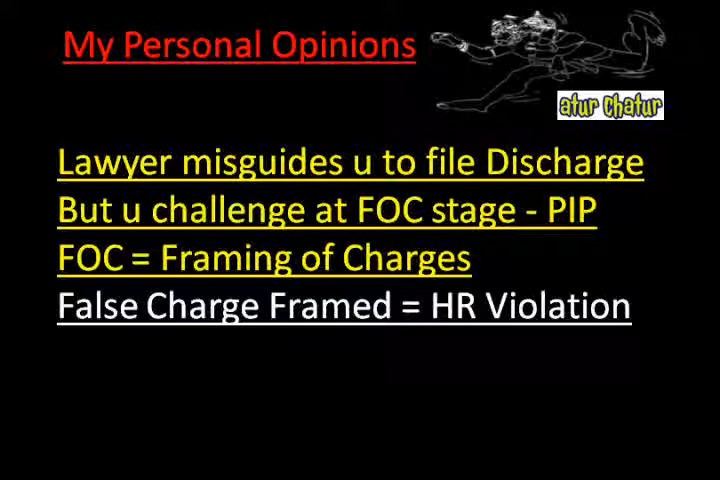 My Personal Opinions
atur chatur
Lawyer misguides u to file Discharge
But u challenge at FOC stage - PIP
FOC = Framing of Charges
False Charge Framed = HR Violation